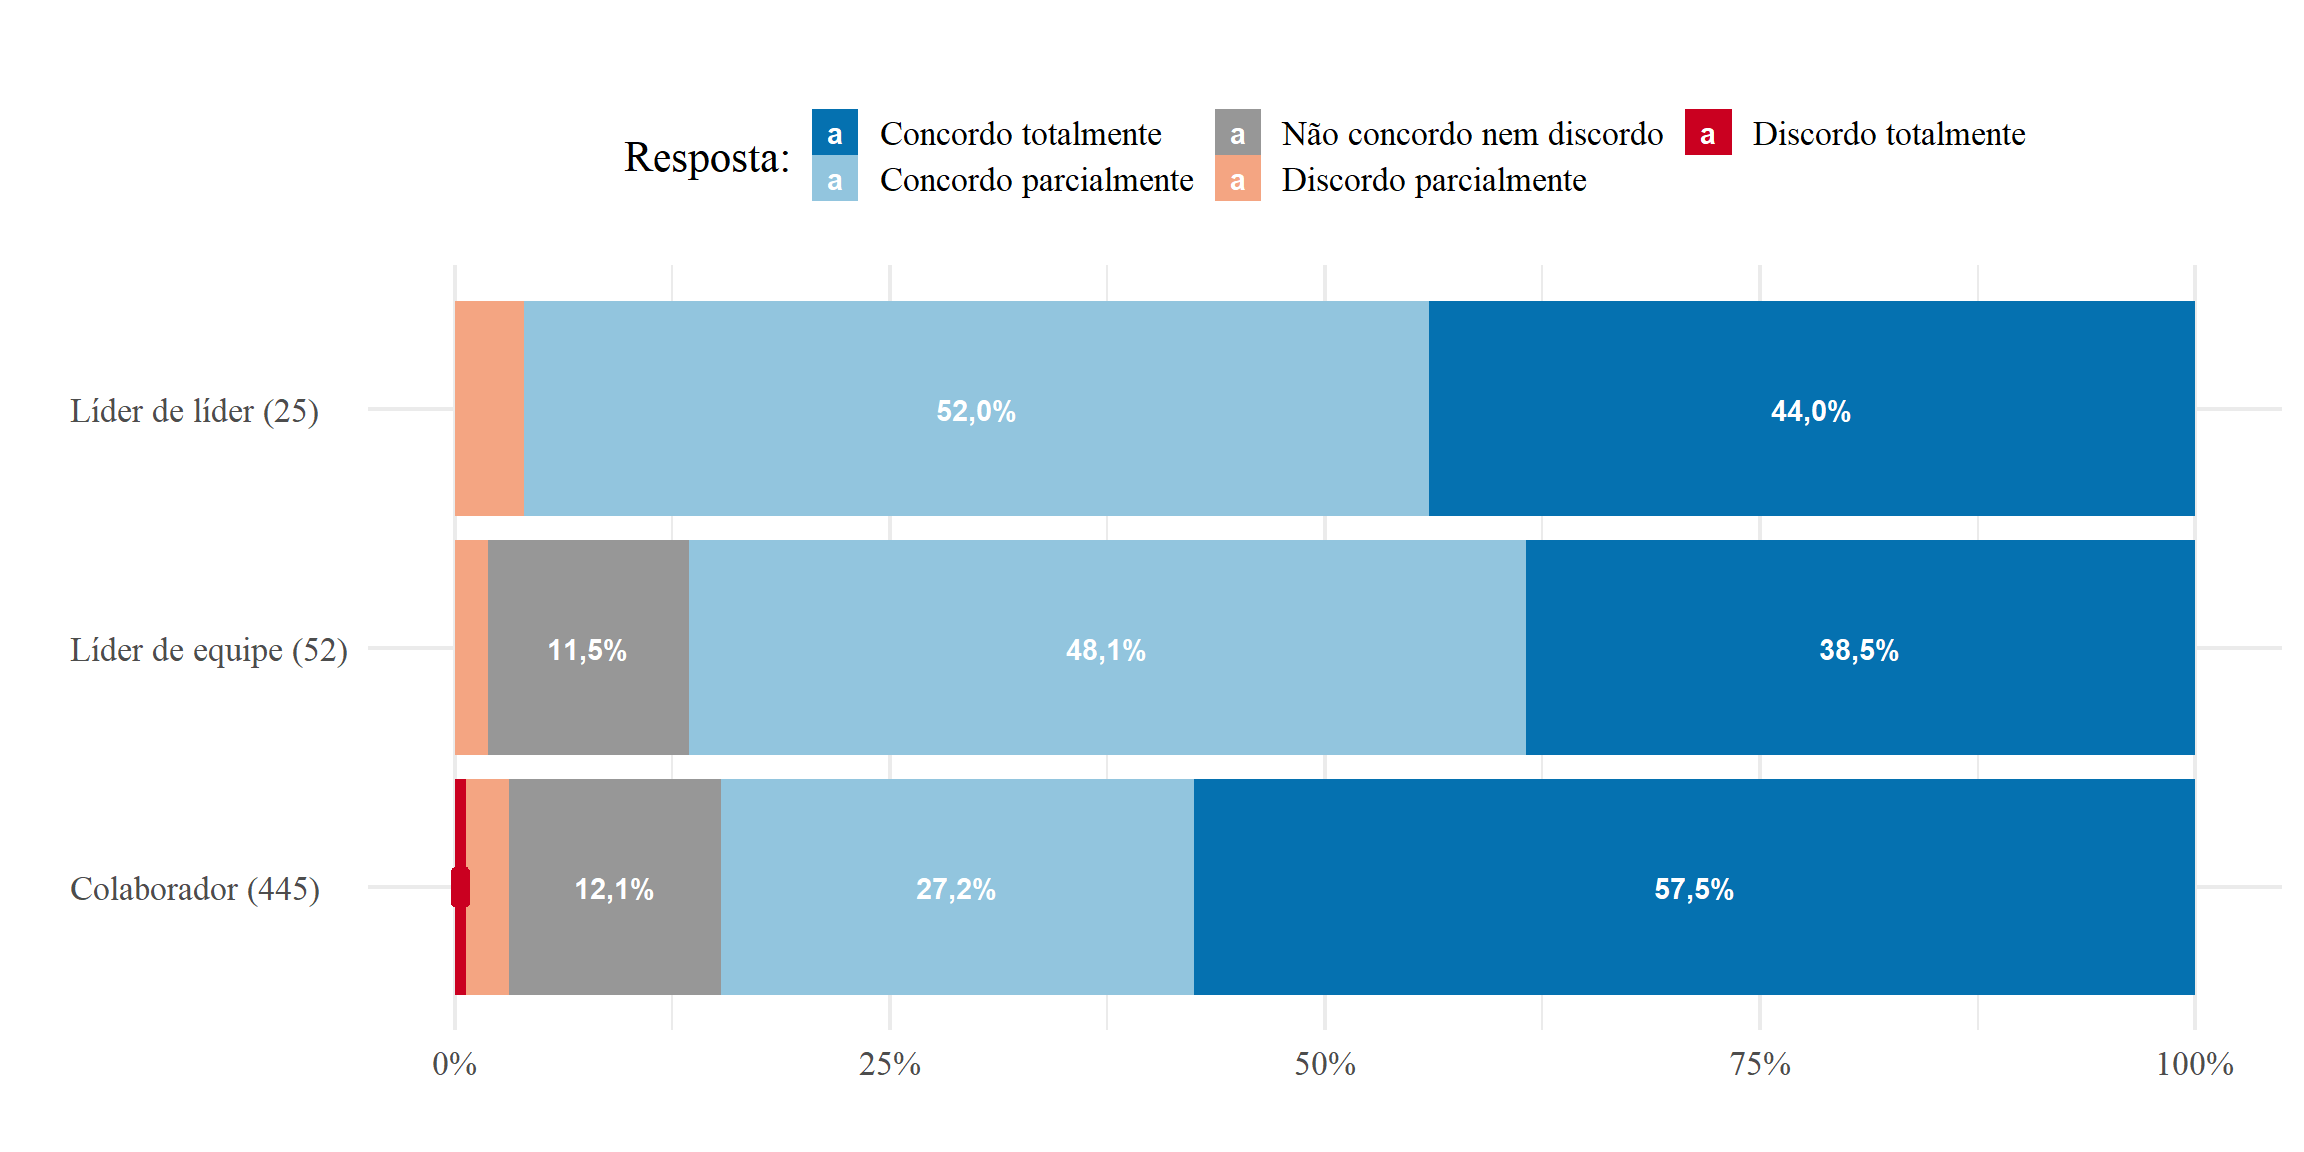 Resposta:
a Concordo totalmente
a Concordo parcialmente
a Não concordo nem discordo
a Discordo parcialmente
a Discordo totalmente
Líder de líder (25)
52,0%
44,0%
Líder de equipe (52)
11,5%
48,1%
38,5%
Colaborador (445)
12,1%
27,2%
57,5%
0%
25%
50%
75%
100%